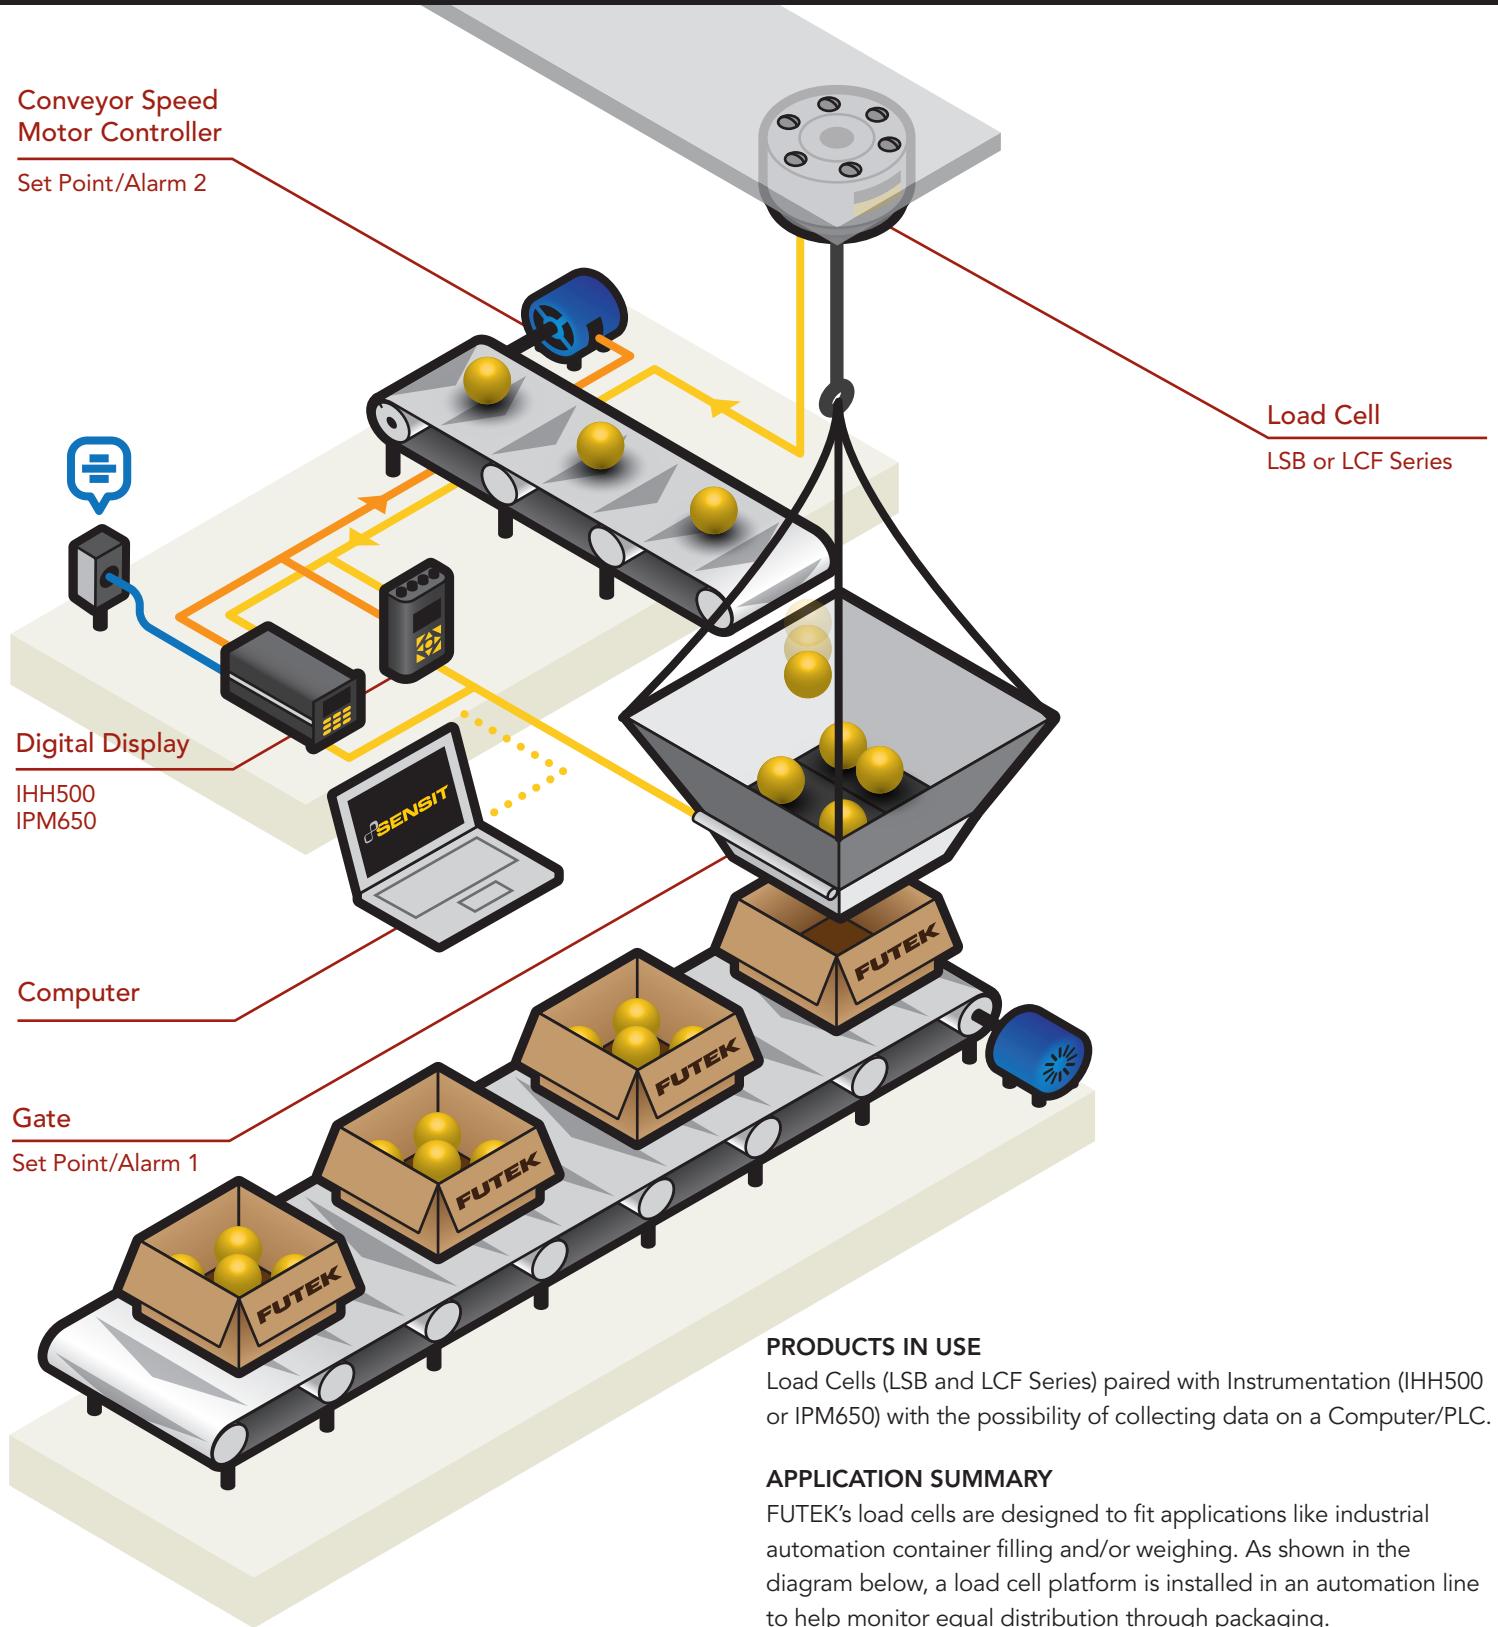 Conveyor Speed
Motor Controller
Set Point/Alarm 2
Load Cell
LSB or LCF Series
Digital Display
IHH500
IPM650
SENSIT
Computer
Gate
Set Point/Alarm 1
FUTEK
FUTEK
FUTEK
FUTEK
PRODUCTS IN USE
Load Cells (LSB and LCF Series) paired with Instrumentation (IHH500
or IPM650) with the possibility of collecting data on a Computer/PLC.
APPLICATION SUMMARY
FUTEK’s load cells are designed to fit applications like industrial
automation container filling and/or weighing. As shown in the
diagram below, a load cell platform is installed in an automation line
to help monitor equal distribution through packaging.